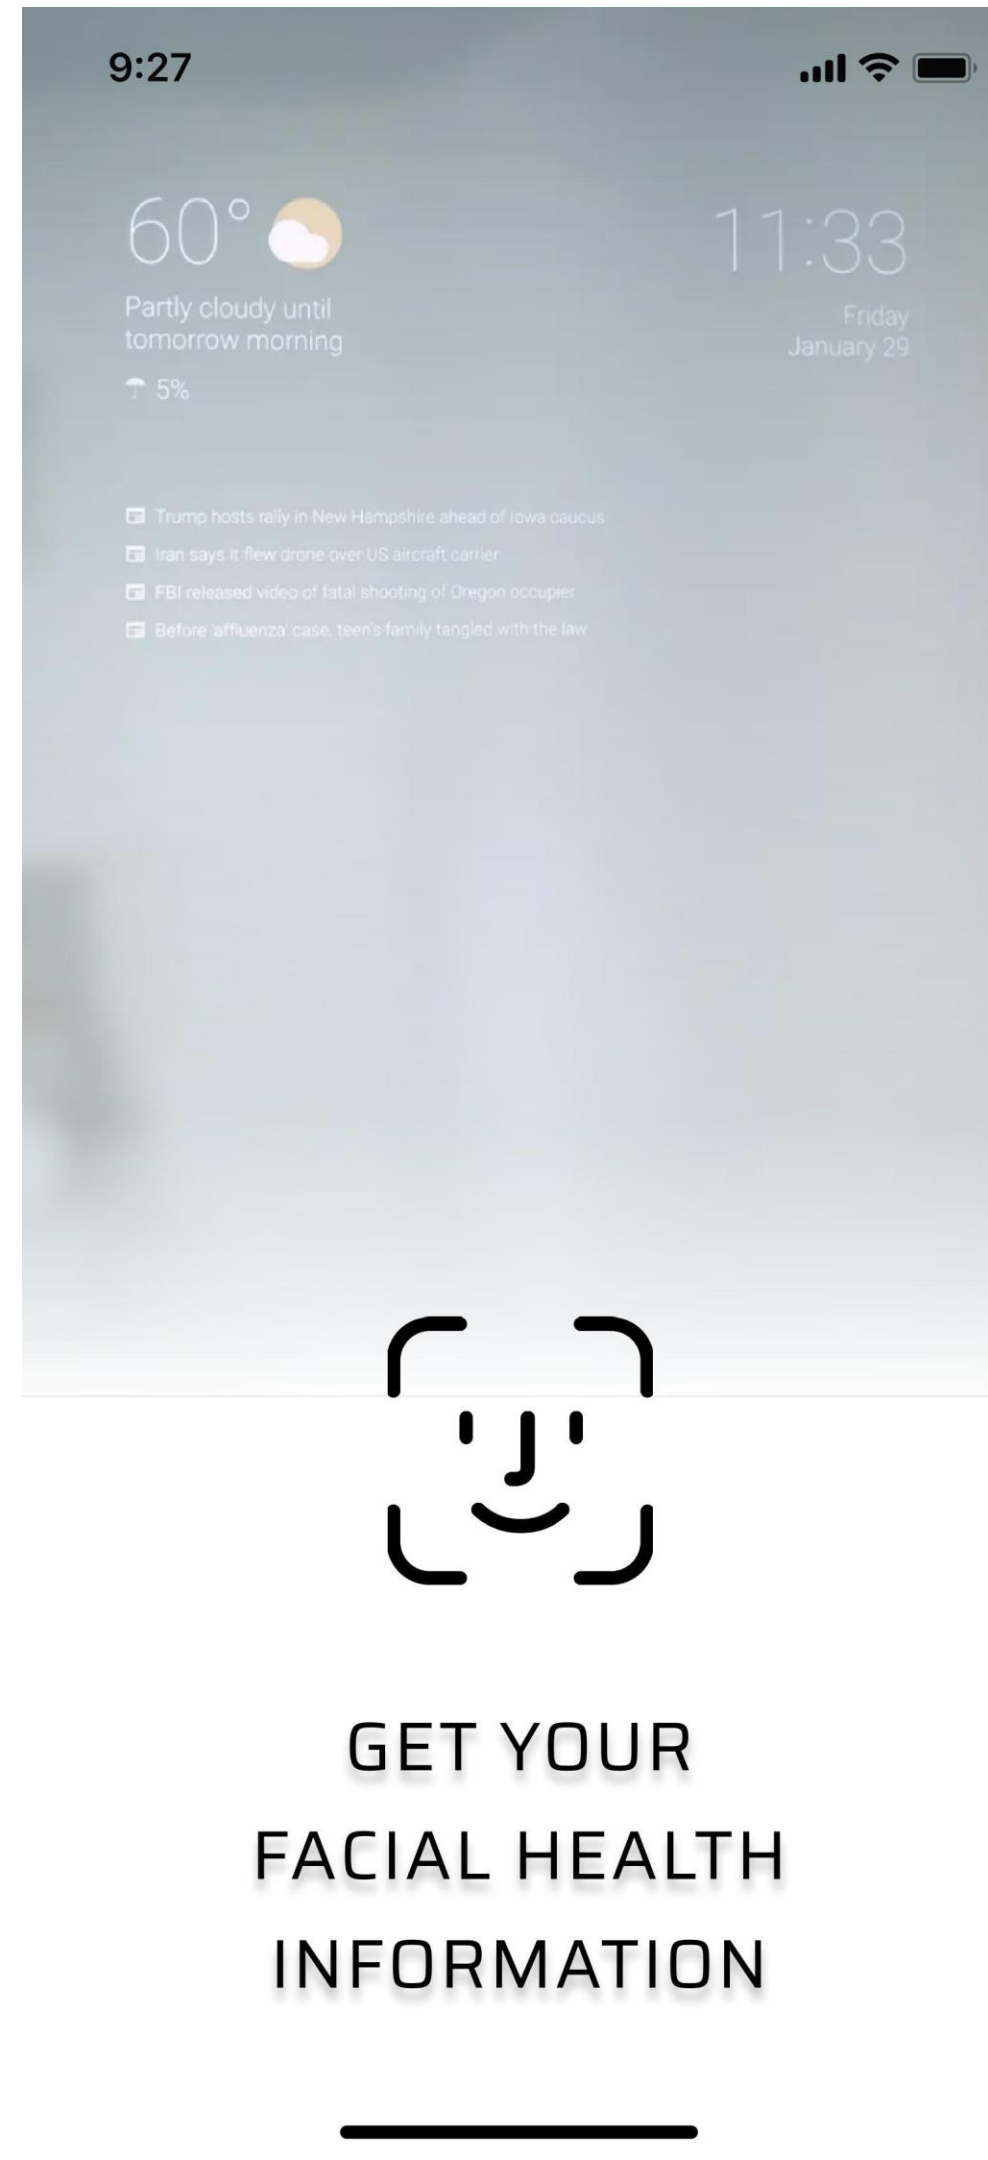 9:27
60°
Partly cloudy until
tomorrow morning
5%
11:33
Friday
January 29
Trump hosts rally in New Hampshire ahead of Iowa caucus
Iran says it flew drone over US aircraft carrier
FBI released video of fatal shooting of Oregon occupier
Before 'affluenza' case, teen's family tangled with the law
GET YOUR
FACIAL HEALTH
INFORMATION